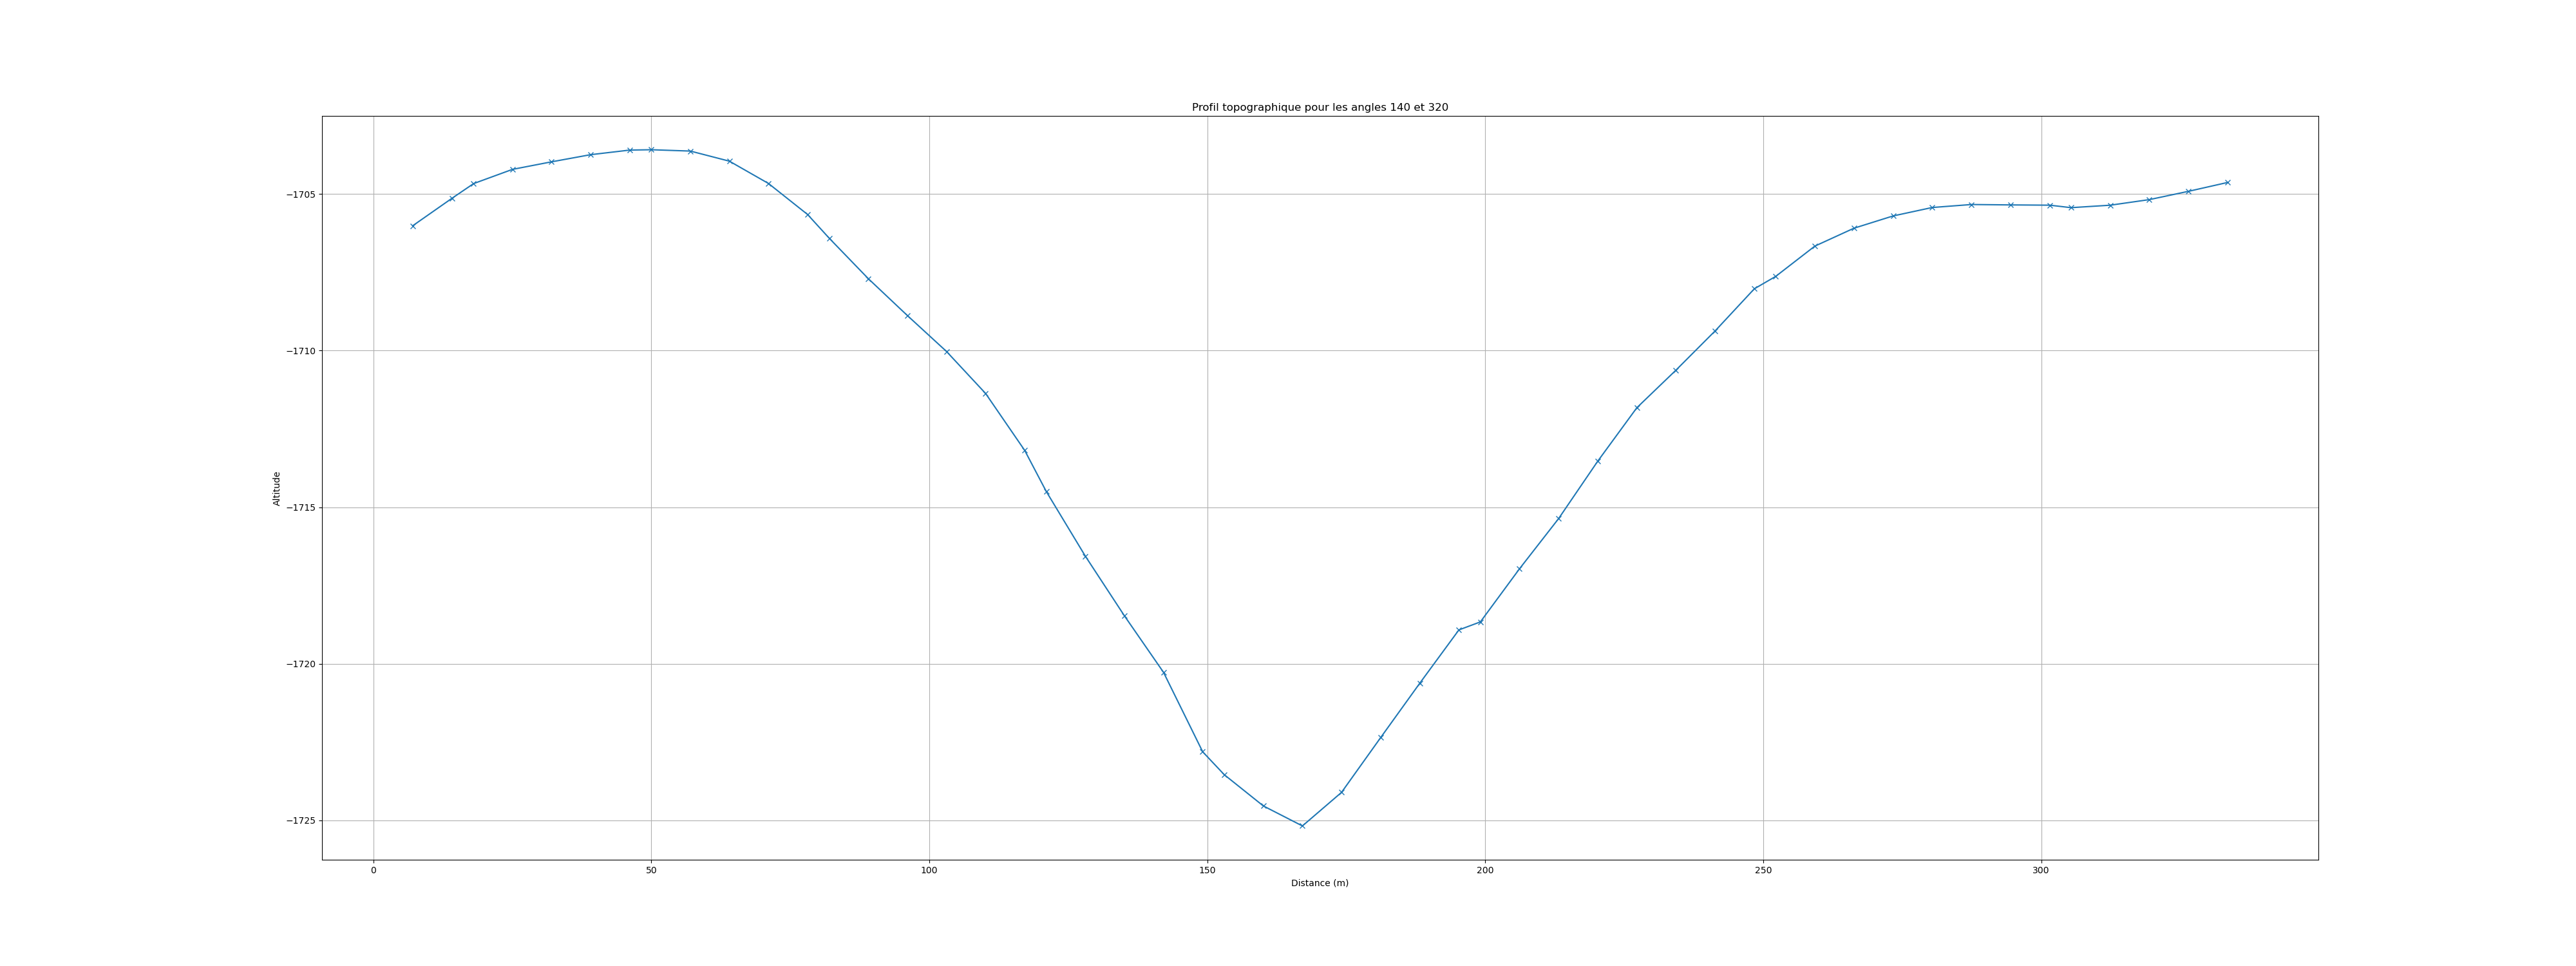 Profil topographique pour les angles 140 et 320
Altitude
−1705
−1710
−1715
−1720
−1725
0 50 100 150 200 250 300
Distance (m)